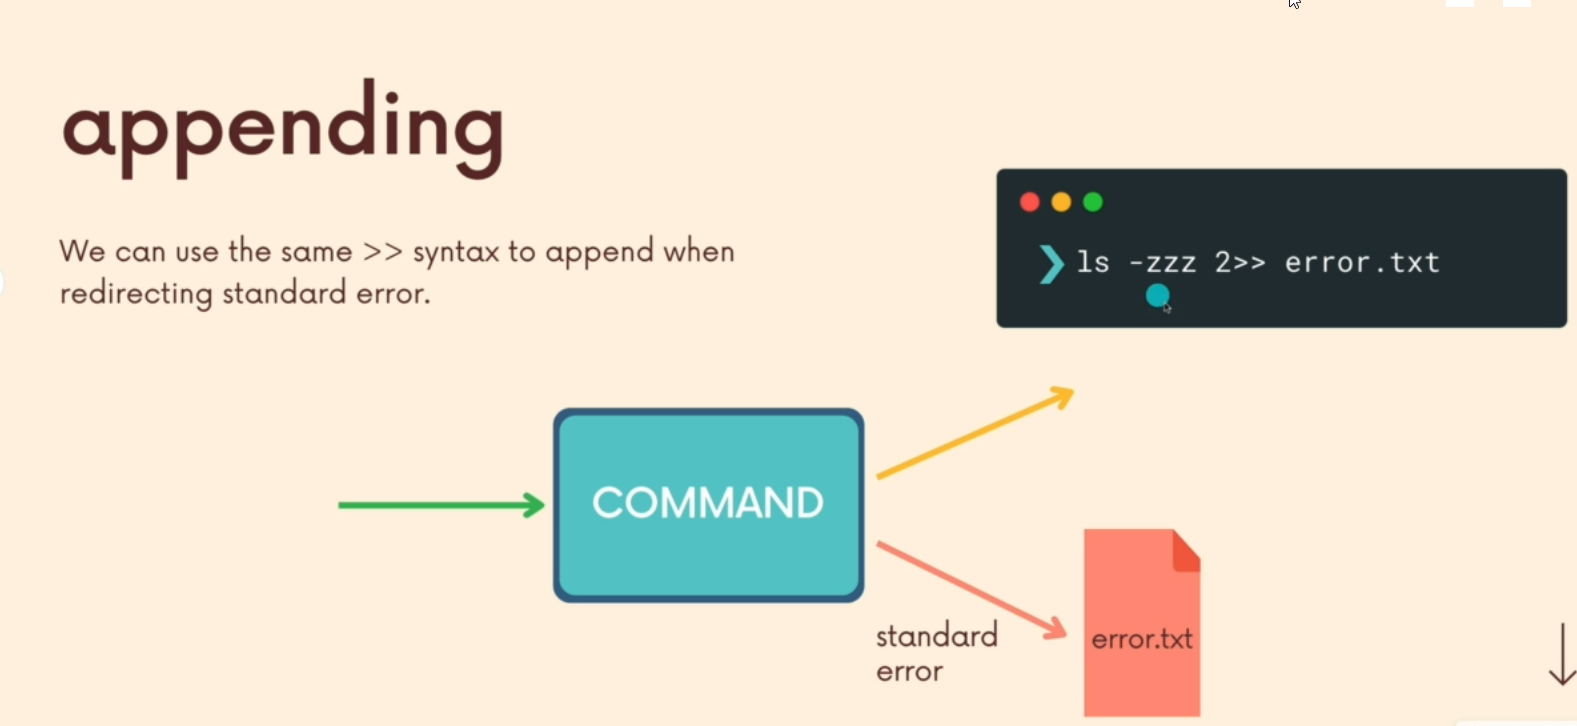 appending
We can use the same >> syntax to append when
redirecting standard error.
❯ ls -zzz 2>> error.txt
COMMAND
standard
error
error.txt